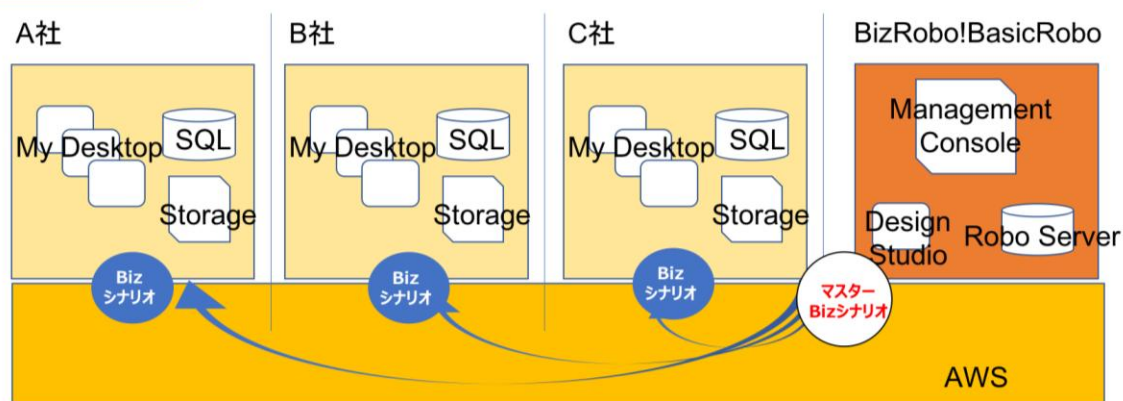 A社
My Desktop
SQL
Storage
Biz
シナリオ
B社
My Desktop
SQL
Storage
Biz
シナリオ
C社
My Desktop
SQL
Storage
Biz
シナリオ
BizRobo!BasicRobo
Management
Console
Design
Studio
Robo Server
マスター
Bizシナリオ
AWS